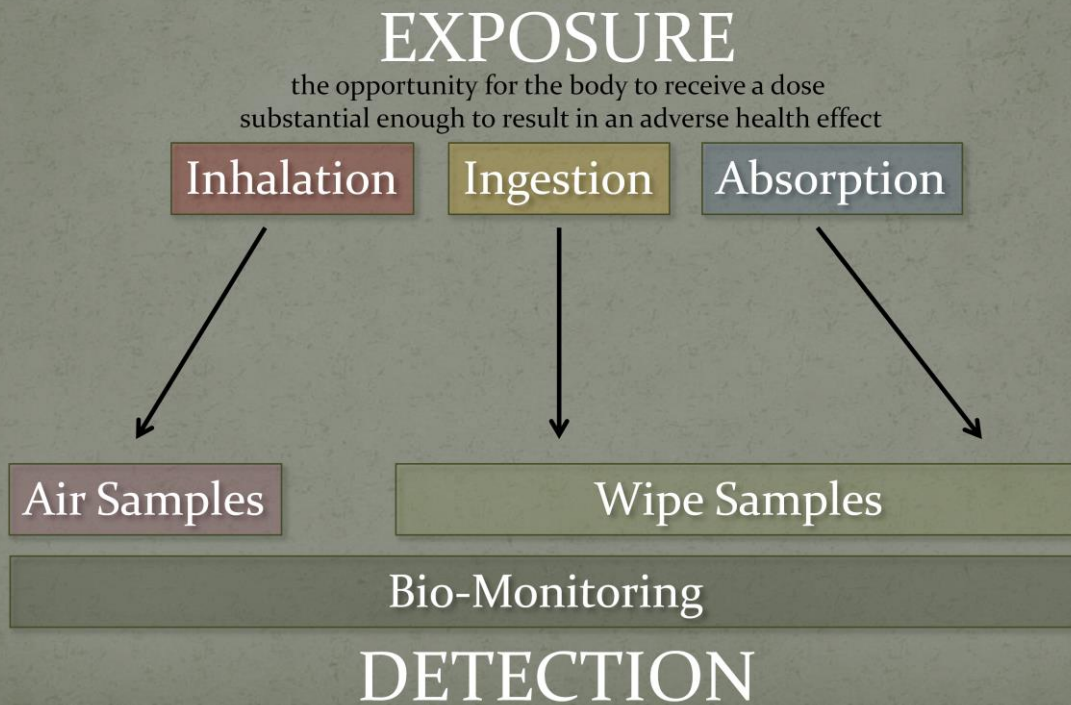 EXPOSURE
the opportunity for the body to receive a dose
substantial enough to result in an adverse health effect
Inhalation
Ingestion
Absorption
Air Samples
Wipe Samples
Bio-Monitoring
DETECTION